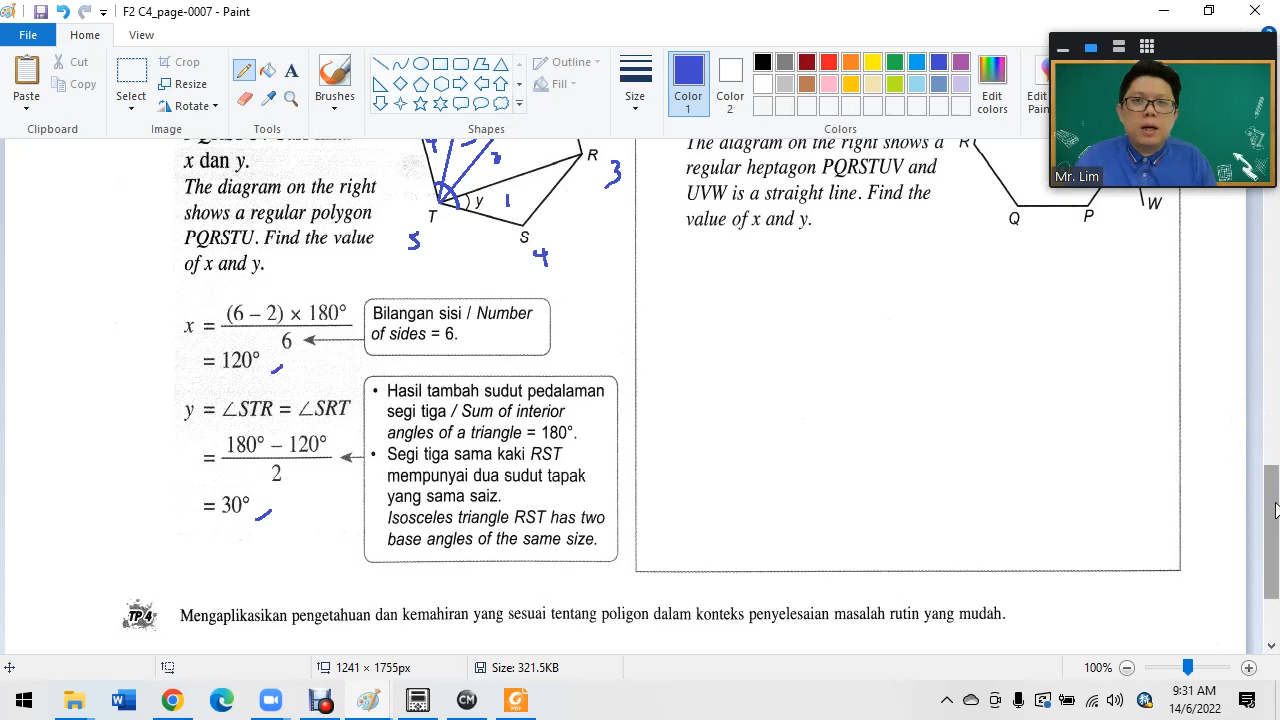 F2 C4_page-0007 - Paint
File
Home
View
Paste
Cut
Copy
Clipboard
Select
Crop
Resize
Rotate
Image
Tools
Brushes
Shapes
Outline
Fill
Size
Color 1
Color 2
Colors
Edit colors
Mr. Lim
x dan y.
The diagram on the right
shows a regular polygon
PQRSTU. Find the value
of x and y.
R
3
y
1
T
S
5
4
x = (6 – 2) × 180°
6
= 120°
Bilangan sisi / Number
of sides = 6.
y = ∠STR = ∠SRT
= 180° – 120°
2
= 30°
• Hasil tambah sudut pedalaman
segi tiga / Sum of interior
angles of a triangle = 180°.
• Segi tiga sama kaki RST
mempunyai dua sudut tapak
yang sama saiz.
Isosceles triangle RST has two
base angles of the same size.
The diagram on the right shows a
regular heptagon PQRSTUV and
UVW is a straight line. Find the
value of x and y.
R
Q
P
W
TP 4
Mengaplikasikan pengetahuan dan kemahiran yang sesuai tentang poligon dalam konteks penyelesaian masalah rutin yang mudah.
1241 × 1755px
Size: 321.5KB
100%
9:31 AM
14/6/2022